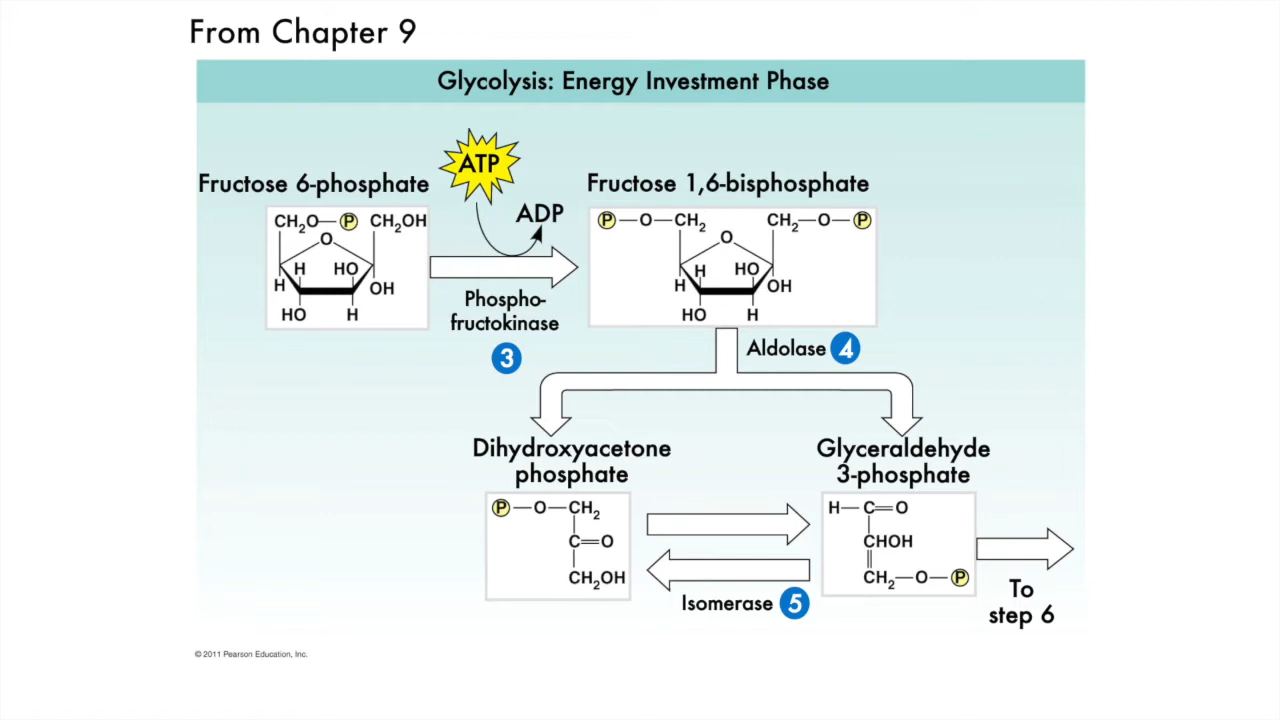 From Chapter 9
Glycolysis: Energy Investment Phase
ATP
Fructose 6-phosphate
Fructose 1,6-bisphosphate
ADP
CH2O—P CH2OH
O
H HO
H OH
HO H
P—O—CH2 CH2—O—P
O
H HO
H OH
HO H
Phospho-
fructokinase
3
Aldolase 4
Dihydroxyacetone
phosphate
Glyceraldehyde
3-phosphate
P—O—CH2
C=O
CH2OH
H—C=O
CHOH
CH2—O—P
Isomerase 5
To
step 6
© 2011 Pearson Education, Inc.